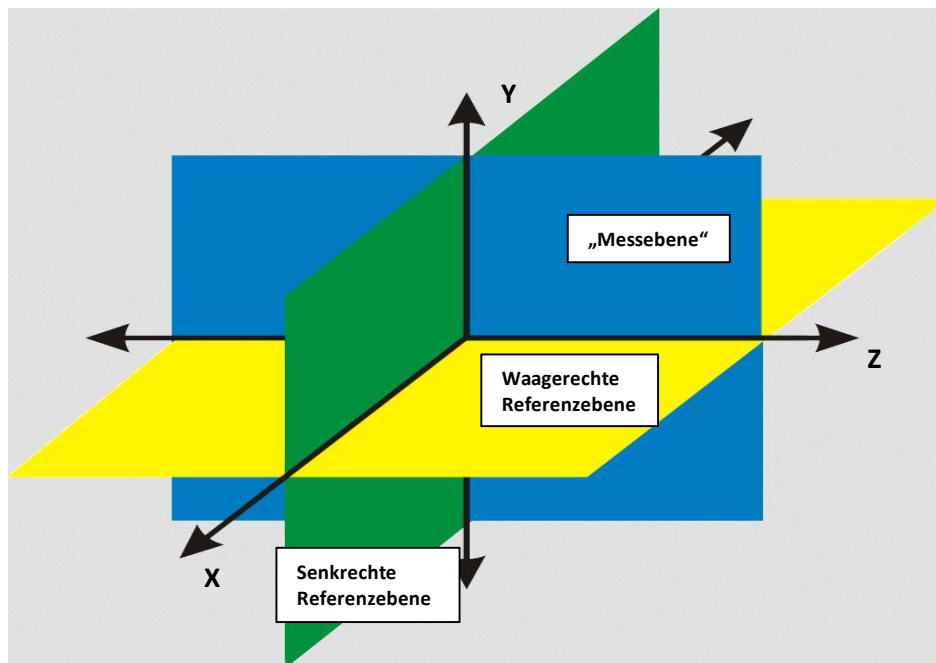 Y
„Messebene“
Z
Waagerechte
Referenzebene
X
Senkrechte
Referenzebene